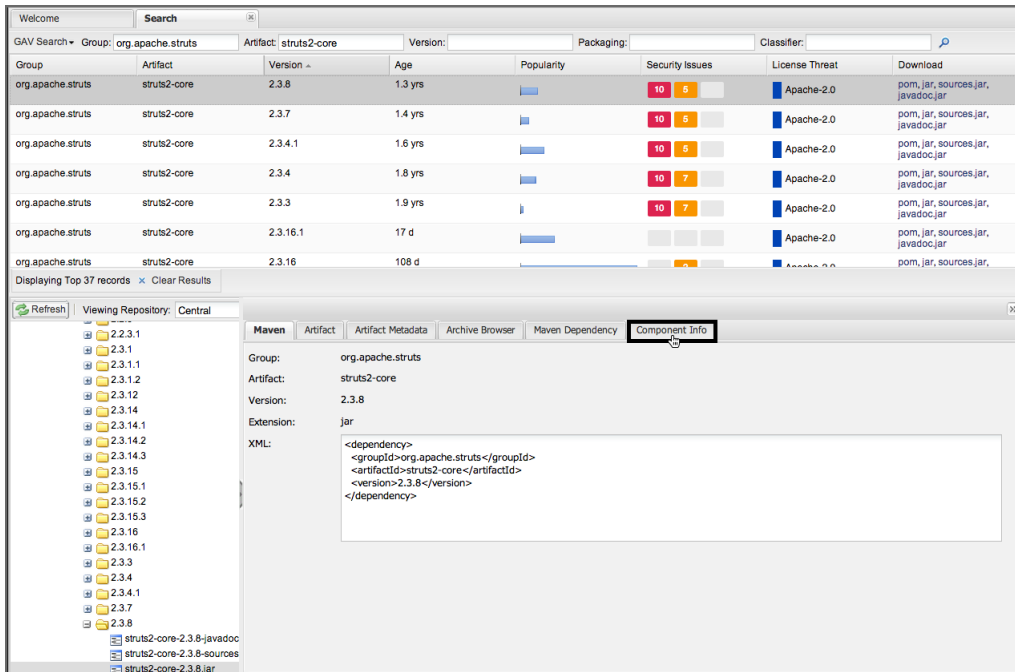 Welcome Search
GAV Search Group: org.apache.struts Artifact: struts2-core Version: Packaging: Classifier:
Group Artifact Version Age Popularity Security Issues License Threat Download
org.apache.struts struts2-core 2.3.8 1.3 yrs 10 5 Apache-2.0 pom, jar, sources.jar,
javadoc.jar
org.apache.struts struts2-core 2.3.7 1.4 yrs 10 5 Apache-2.0 pom, jar, sources.jar,
javadoc.jar
org.apache.struts struts2-core 2.3.4.1 1.6 yrs 10 5 Apache-2.0 pom, jar, sources.jar,
javadoc.jar
org.apache.struts struts2-core 2.3.4 1.8 yrs 10 7 Apache-2.0 pom, jar, sources.jar,
javadoc.jar
org.apache.struts struts2-core 2.3.3 1.9 yrs 10 7 Apache-2.0 pom, jar, sources.jar,
javadoc.jar
org.apache.struts struts2-core 2.3.16.1 17 d Apache-2.0 pom, jar, sources.jar,
javadoc.jar
org.apache.struts struts2-core 2.3.16 108 d Apache-2.0 pom, jar, sources.jar,
Displaying Top 37 records Clear Results
Refresh Viewing Repository: Central
2.2.3.1
2.3.1
2.3.1.1
2.3.1.2
2.3.12
2.3.14
2.3.14.1
2.3.14.2
2.3.14.3
2.3.15
2.3.15.1
2.3.15.2
2.3.15.3
2.3.16
2.3.16.1
2.3.3
2.3.4
2.3.4.1
2.3.7
2.3.8
struts2-core-2.3.8-javadoc
struts2-core-2.3.8-sources
struts2-core-2.3.8.jar
Maven Artifact Artifact Metadata Archive Browser Maven Dependency Component Info
Group: org.apache.struts
Artifact: struts2-core
Version: 2.3.8
Extension: jar
XML: <dependency>
<groupId>org.apache.struts</groupId>
<artifactId>struts2-core</artifactId>
<version>2.3.8</version>
</dependency>